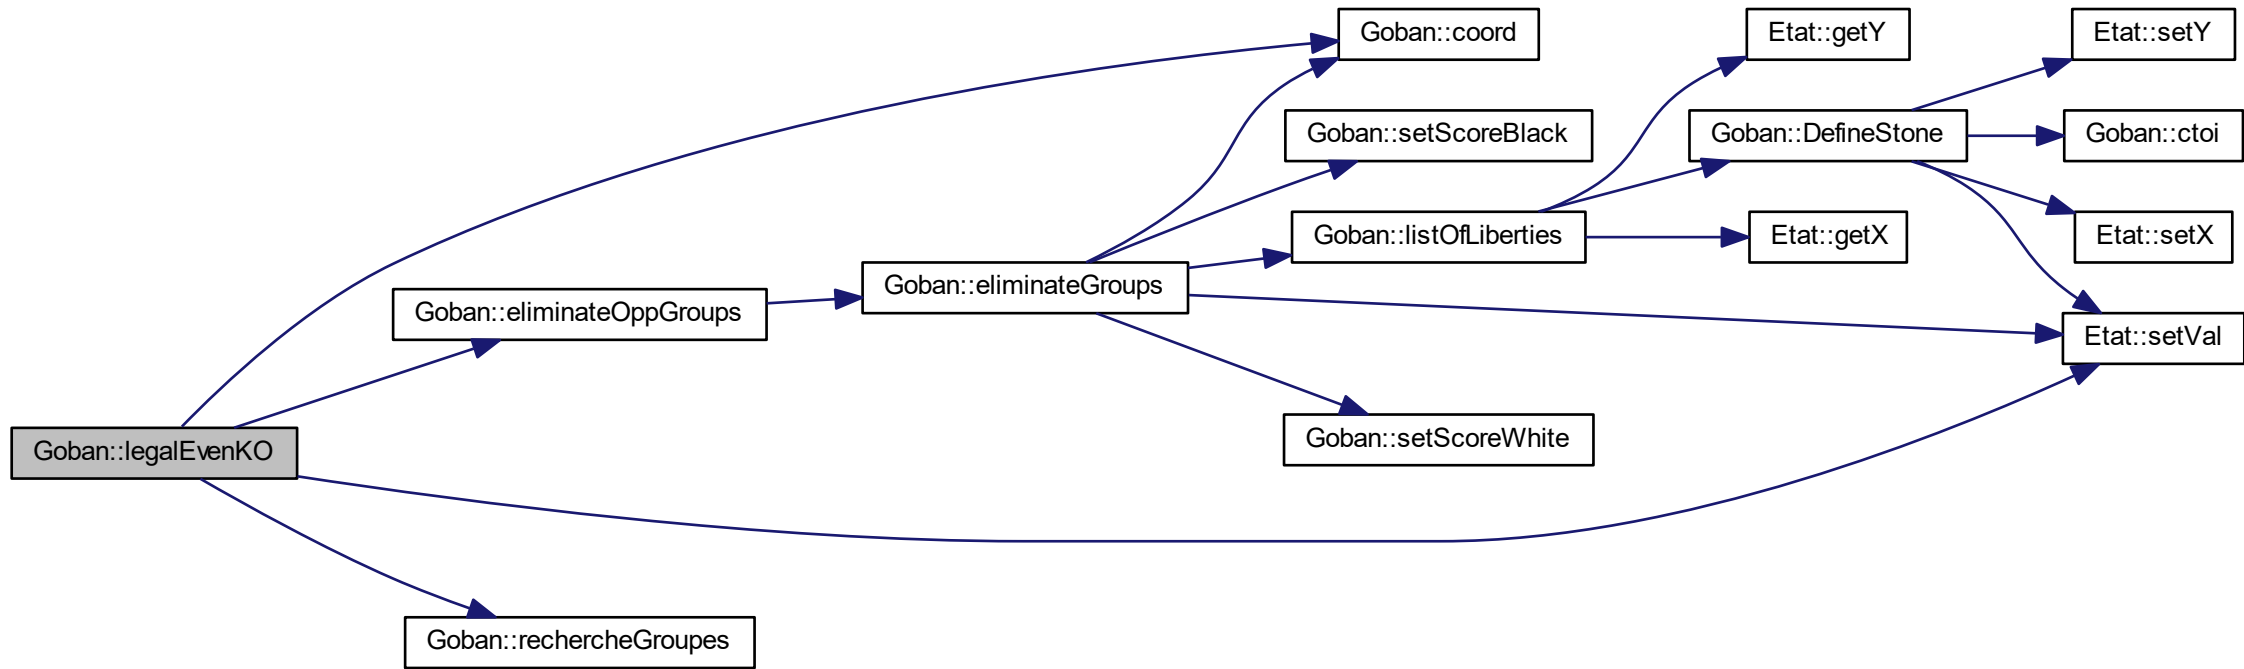 Goban::legalEvenKO
Goban::coord
Goban::eliminateOppGroups
Goban::eliminateGroups
Goban::setScoreBlack
Goban::listOfLiberties
Etat::getY
Goban::DefineStone
Etat::setY
Goban::ctoi
Etat::setX
Etat::setVal
Etat::getX
Goban::setScoreWhite
Goban::rechercheGroupes